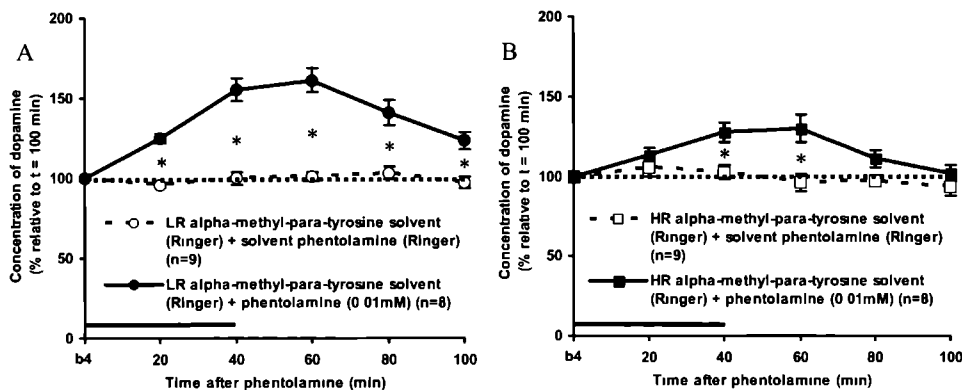 A
200
150
100
50
0
Concentration of dopamine
(% relative to t = 100 min)
*
*
*
*
*
LR alpha-methyl-para-tyrosine solvent
(Ringer) + solvent phentolamine (Ringer)
(n=9)
LR alpha-methyl-para-tyrosine solvent
(Ringer) + phentolamine (0 01mM) (n=8)
b4 20 40 60 80 100
Time after phentolamine (min)
B
200
150
100
50
0
Concentration of dopamine
(% relative to t = 100 min)
*
*
HR alpha-methyl-para-tyrosine solvent
(Ringer) + solvent phentolamine (Ringer)
(n=9)
HR alpha-methyl-para-tyrosine solvent
(Ringer) + phentolamine (0 01mM) (n=8)
b4 20 40 60 80 100
Time after phentolamine (min)